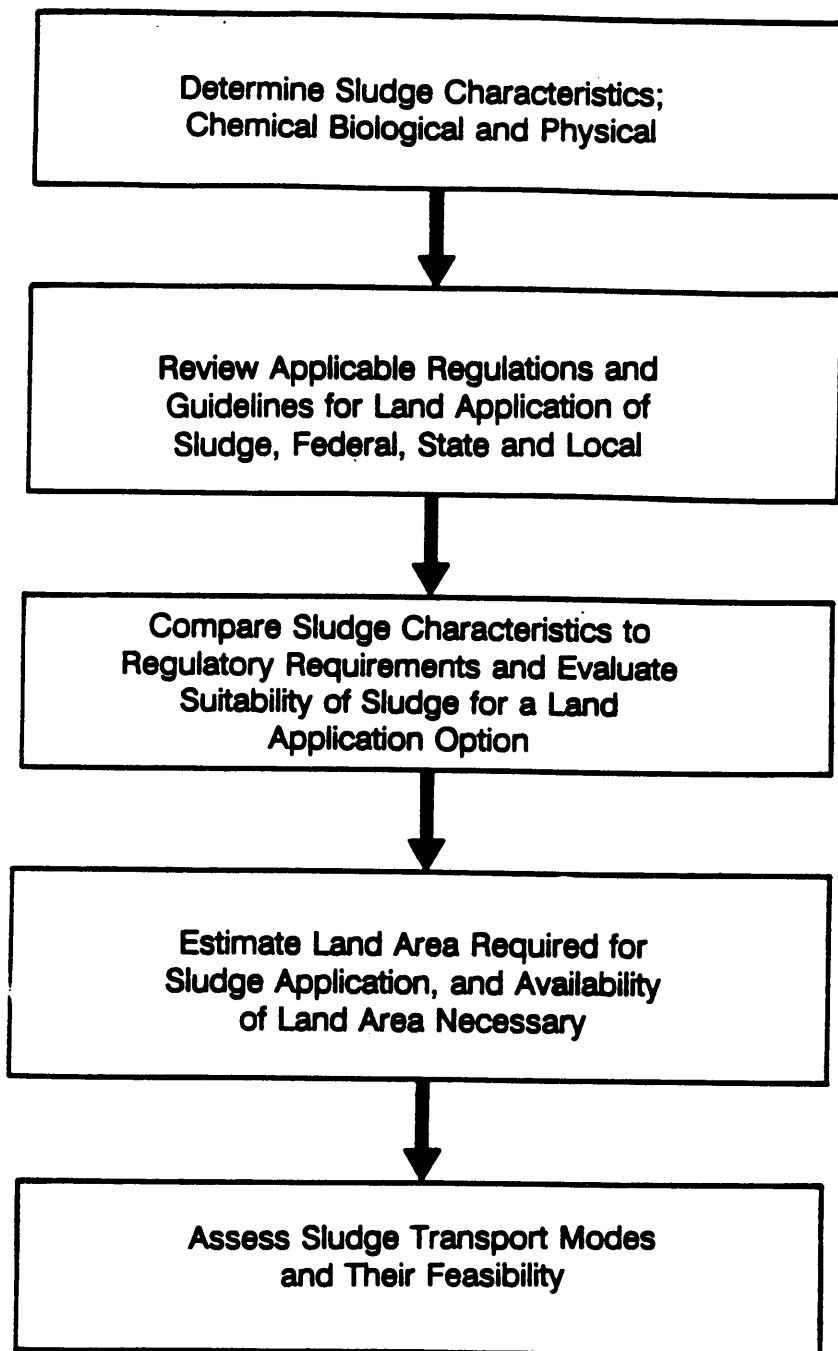 Determine Sludge Characteristics;
Chemical Biological and Physical
Review Applicable Regulations and
Guidelines for Land Application of
Sludge, Federal, State and Local
Compare Sludge Characteristics to
Regulatory Requirements and Evaluate
Suitability of Sludge for a Land
Application Option
Estimate Land Area Required for
Sludge Application, and Availability
of Land Area Necessary
Assess Sludge Transport Modes
and Their Feasibility